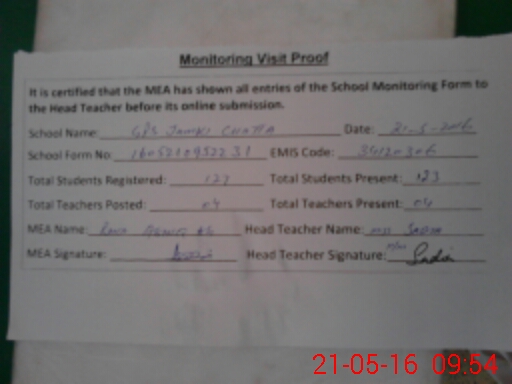 Monitoring Visit Proof
It is certified that the MEA has shown all entries of the School Monitoring Form to
the Head Teacher before its online submission.
School Name: GPS Date: 21-5-2016
School Form No: EMIS Code:
Total Students Registered: 127 Total Students Present: 123
Total Teachers Posted: 04 Total Teachers Present: 04
MEA Name: Head Teacher Name:
MEA Signature: Head Teacher Signature: Sadia
21-05-16 09:54